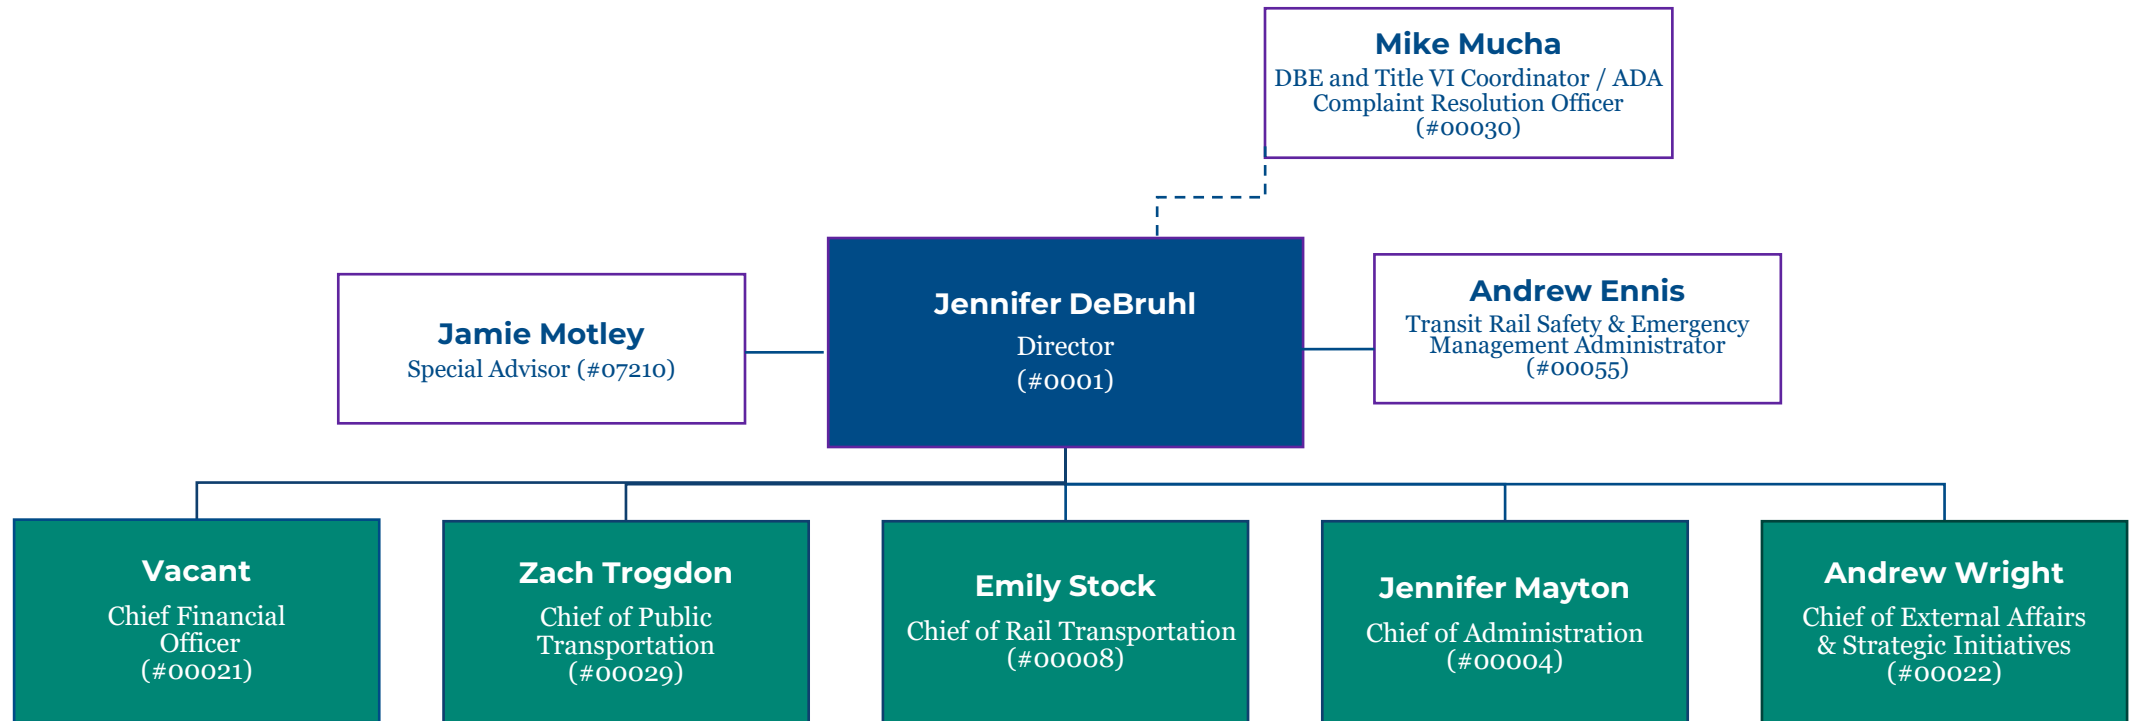 Mike Mucha
DBE and Title VI Coordinator / ADA
Complaint Resolution Officer
(#00030)
Jennifer DeBruhl
Director
(#0001)
Andrew Ennis
Transit Rail Safety & Emergency
Management Administrator
(#00055)
Jamie Motley
Special Advisor (#07210)
Vacant
Chief Financial
Officer
(#00021)
Zach Trogdon
Chief of Public
Transportation
(#00029)
Emily Stock
Chief of Rail Transportation
(#00008)
Jennifer Mayton
Chief of Administration
(#00004)
Andrew Wright
Chief of External Affairs
& Strategic Initiatives
(#00022)